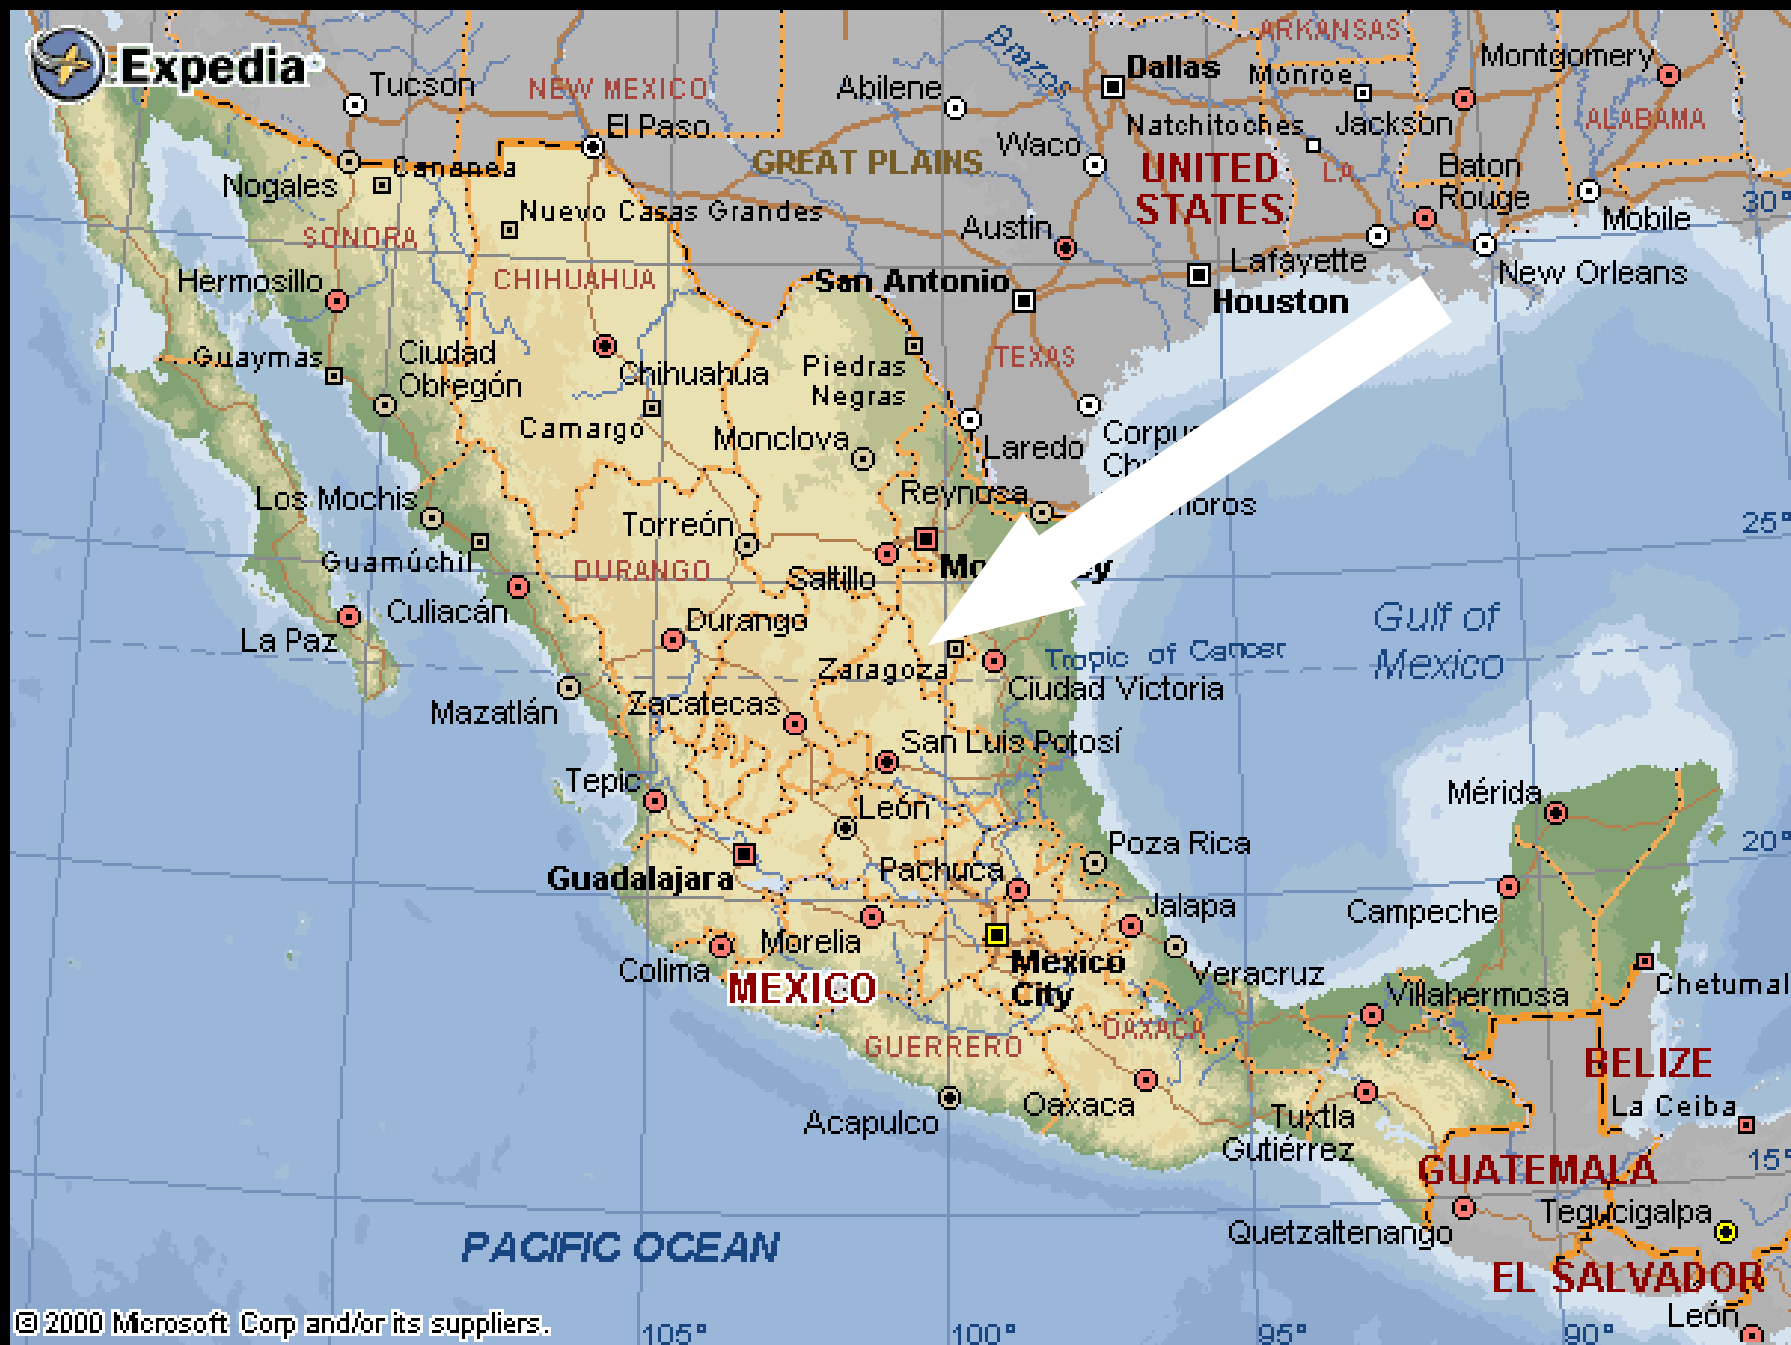 Expedia
Tucson
NEW MEXICO
El Paso
Abilene
Brazos
Dallas
ARKANSAS
Monroe
Montgomery
Natchitoches
Jackson
ALABAMA
Waco
GREAT PLAINS
UNITED
STATES
LA
Baton
Rouge
30°
Mobile
Cananea
Nogales
Nuevo Casas Grandes
SONORA
Austin
Lafayette
New Orleans
Hermosillo
CHIHUAHUA
San Antonio
Houston
Guaymas
Ciudad
Obregón
Chihuahua
Piedras
Negras
TEXAS
Camargo
Monclova
Laredo
Los Mochis
Reynosa
Torreón
25°
Guamúchil
DURANGO
Saltillo
Culiacán
Durango
La Paz
Gulf of
Mexico
Tropic of Cancer
Zaragoza
Ciudad Victoria
Mazatlán
Zacatecas
San Luis Potosí
Tepic
León
Mérida
20°
Poza Rica
Guadalajara
Pachuca
Jalapa
Campeche
Morelia
Colima
MEXICO
Mexico
City
Veracruz
Villahermosa
Chetumal
GUERRERO
OAXACA
BELIZE
Acapulco
Oaxaca
Tuxtla
Gutiérrez
La Ceiba
GUATEMALA
15°
Quetzaltenango
Tegucigalpa
PACIFIC OCEAN
EL SALVADOR
León
© 2000 Microsoft Corp and/or its suppliers.
105°
100°
95°
90°